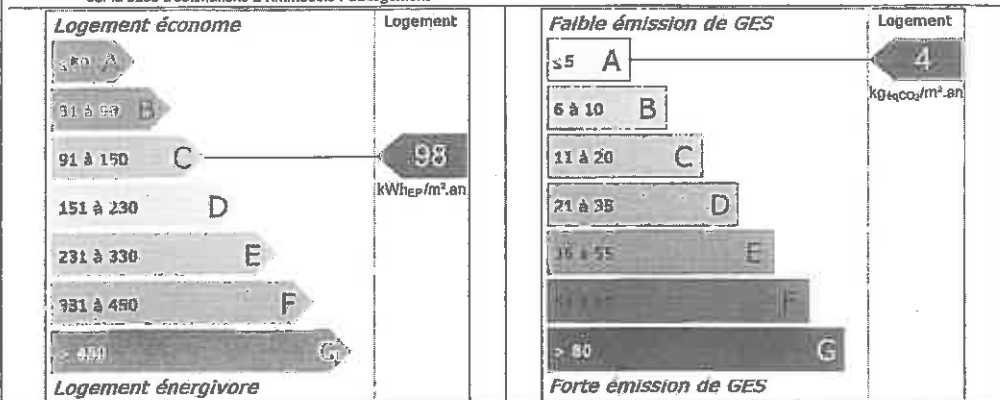 Logement économe
Logement
A
B
91 à 150 C
98
kWhEP/m².an
151 à 230 D
231 à 330 E
331 à 450 F
G
Logement énergivore
Faible émission de GES
Logement
≤5 A
4
kgéqCO2/m².an
6 à 10 B
11 à 20 C
21 à 35 D
36 à 55 E
F
> 80 G
Forte émission de GES